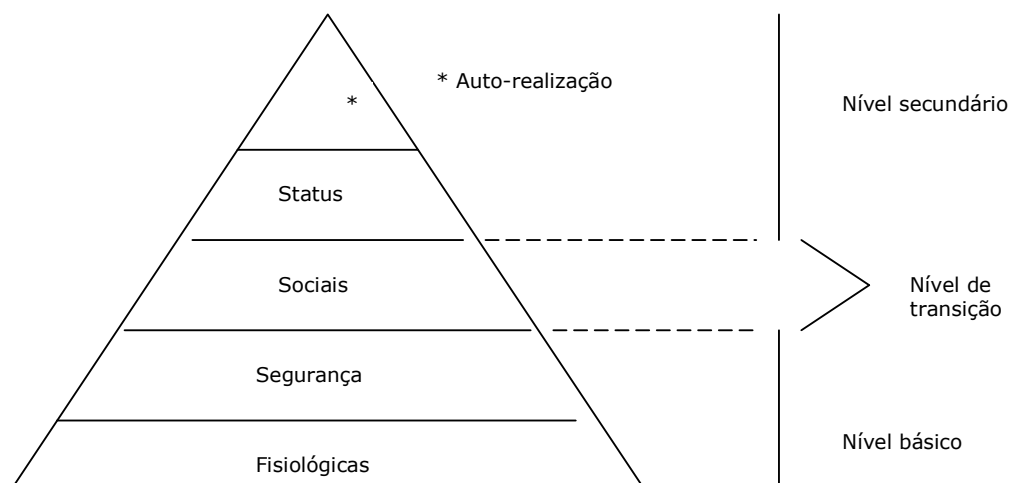 * Auto-realização
*
Nível secundário
Status
Sociais
Nível de
transição
Segurança
Nível básico
Fisiológicas